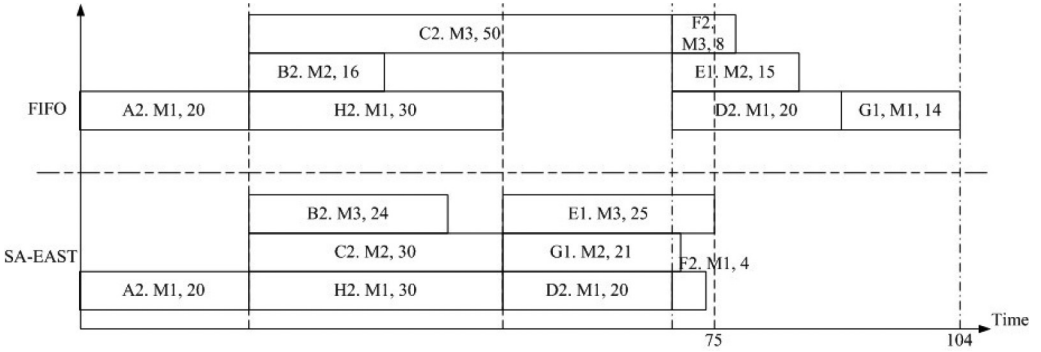 C2. M3, 50
F2.
M3, 8
B2. M2, 16
E1. M2, 15
FIFO
A2. M1, 20
H2. M1, 30
D2. M1, 20
G1, M1, 14
B2. M3, 24
E1. M3, 25
SA-EAST
C2. M2, 30
G1. M2, 21
F2. M1, 4
A2. M1, 20
H2. M1, 30
D2. M1, 20
Time
75
104